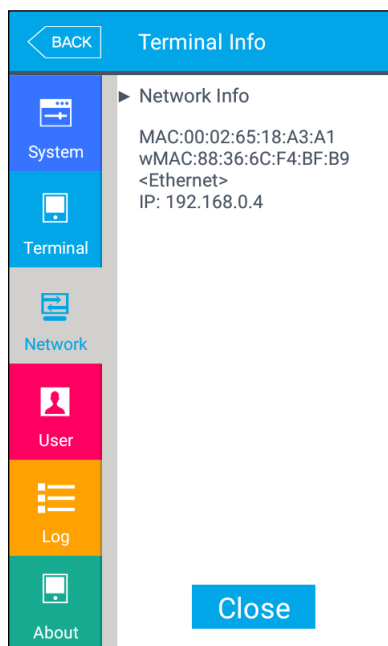 BACK
Terminal Info
System
Terminal
Network
User
Log
About
► Network Info
MAC:00:02:65:18:A3:A1
wMAC:88:36:6C:F4:BF:B9
<Ethernet>
IP: 192.168.0.4
Close